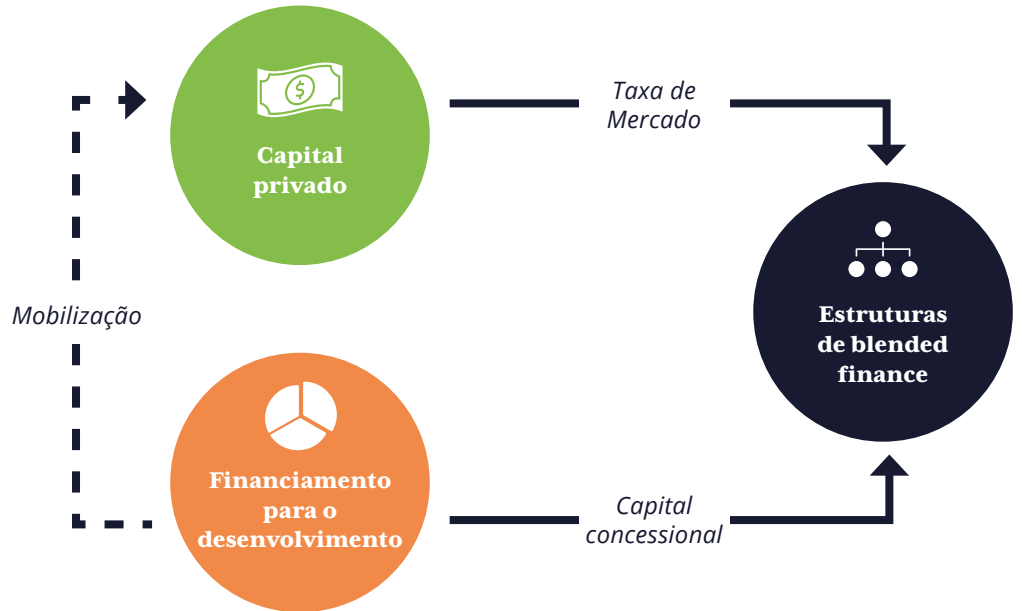 Capital
privado
Taxa de
Mercado
Mobilização
Estruturas
de blended
finance
Financiamento
para o
desenvolvimento
Capital
concessional